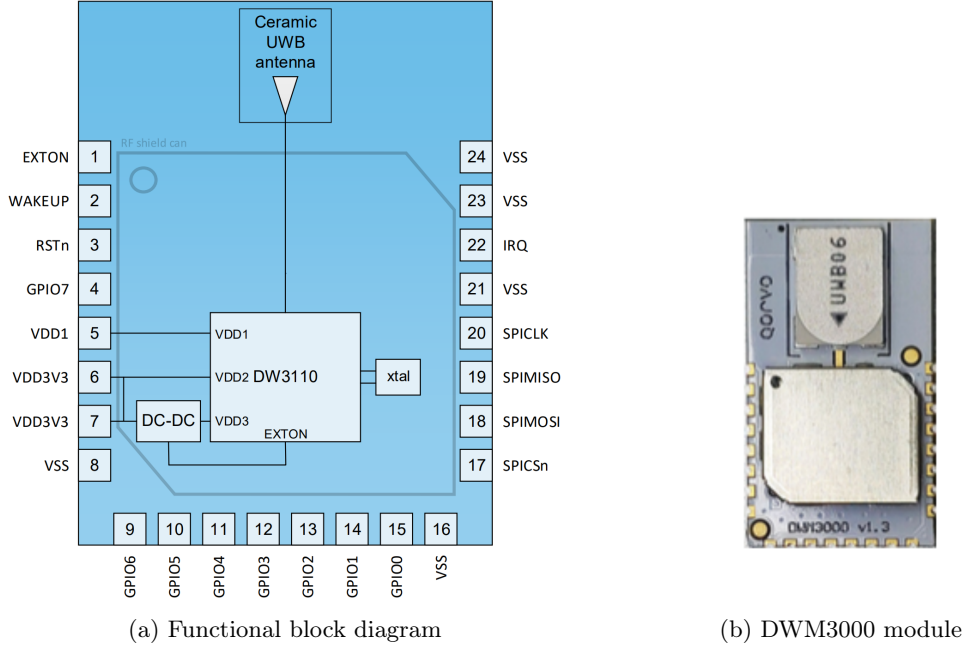 Ceramic
UWB
antenna
RF shield can
EXTON 1
WAKEUP 2
RSTn 3
GPIO7 4
VDD1 5
VDD3V3 6
VDD3V3 7
VSS 8
24 VSS
23 VSS
22 IRQ
21 VSS
20 SPICLK
19 SPIMISO
18 SPIMOSI
17 SPICSn
VDD1
VDD2 DW3110
VDD3
EXTON
xtal
DC-DC
9 10 11 12 13 14 15 16
GPIO6 GPIO5 GPIO4 GPIO3 GPIO2 GPIO1 GPIO0 VSS
(a) Functional block diagram
QORVO
UWB06
DWM3000 v1.3
(b) DWM3000 module